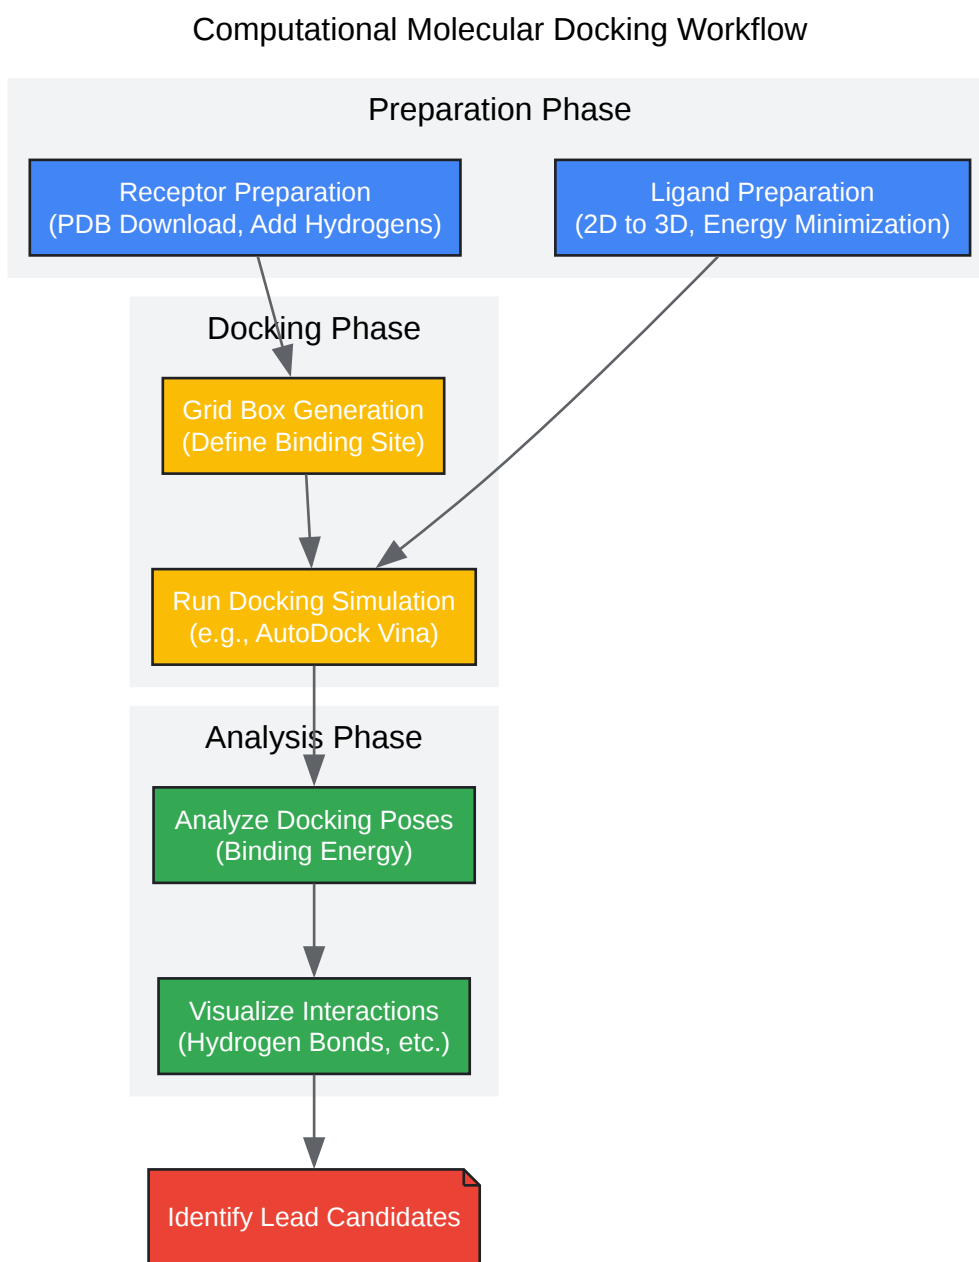 Computational Molecular Docking Workflow
Preparation Phase
Receptor Preparation
(PDB Download, Add Hydrogens)
Ligand Preparation
(2D to 3D, Energy Minimization)
Docking Phase
Grid Box Generation
(Define Binding Site)
Run Docking Simulation
(e.g., AutoDock Vina)
Analysis Phase
Analyze Docking Poses
(Binding Energy)
Visualize Interactions
(Hydrogen Bonds, etc.)
Identify Lead Candidates